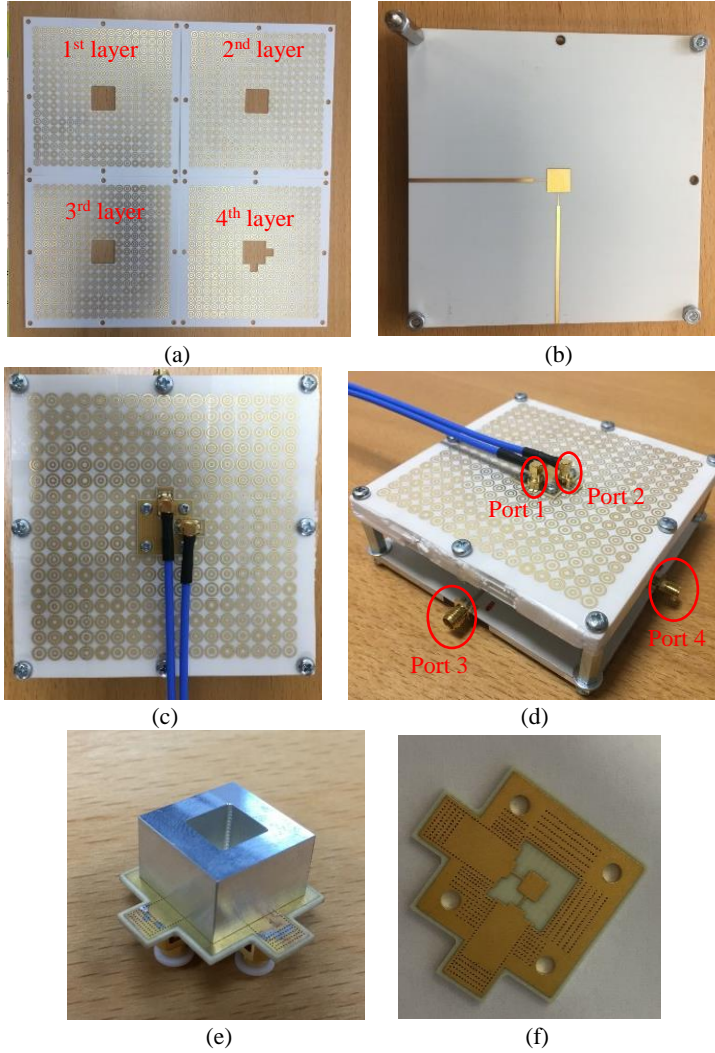 1st layer
2nd layer
3rd layer
4th layer
(a)
(b)
Port 1
Port 2
Port 3
Port 4
(c)
(d)
(e)
(f)